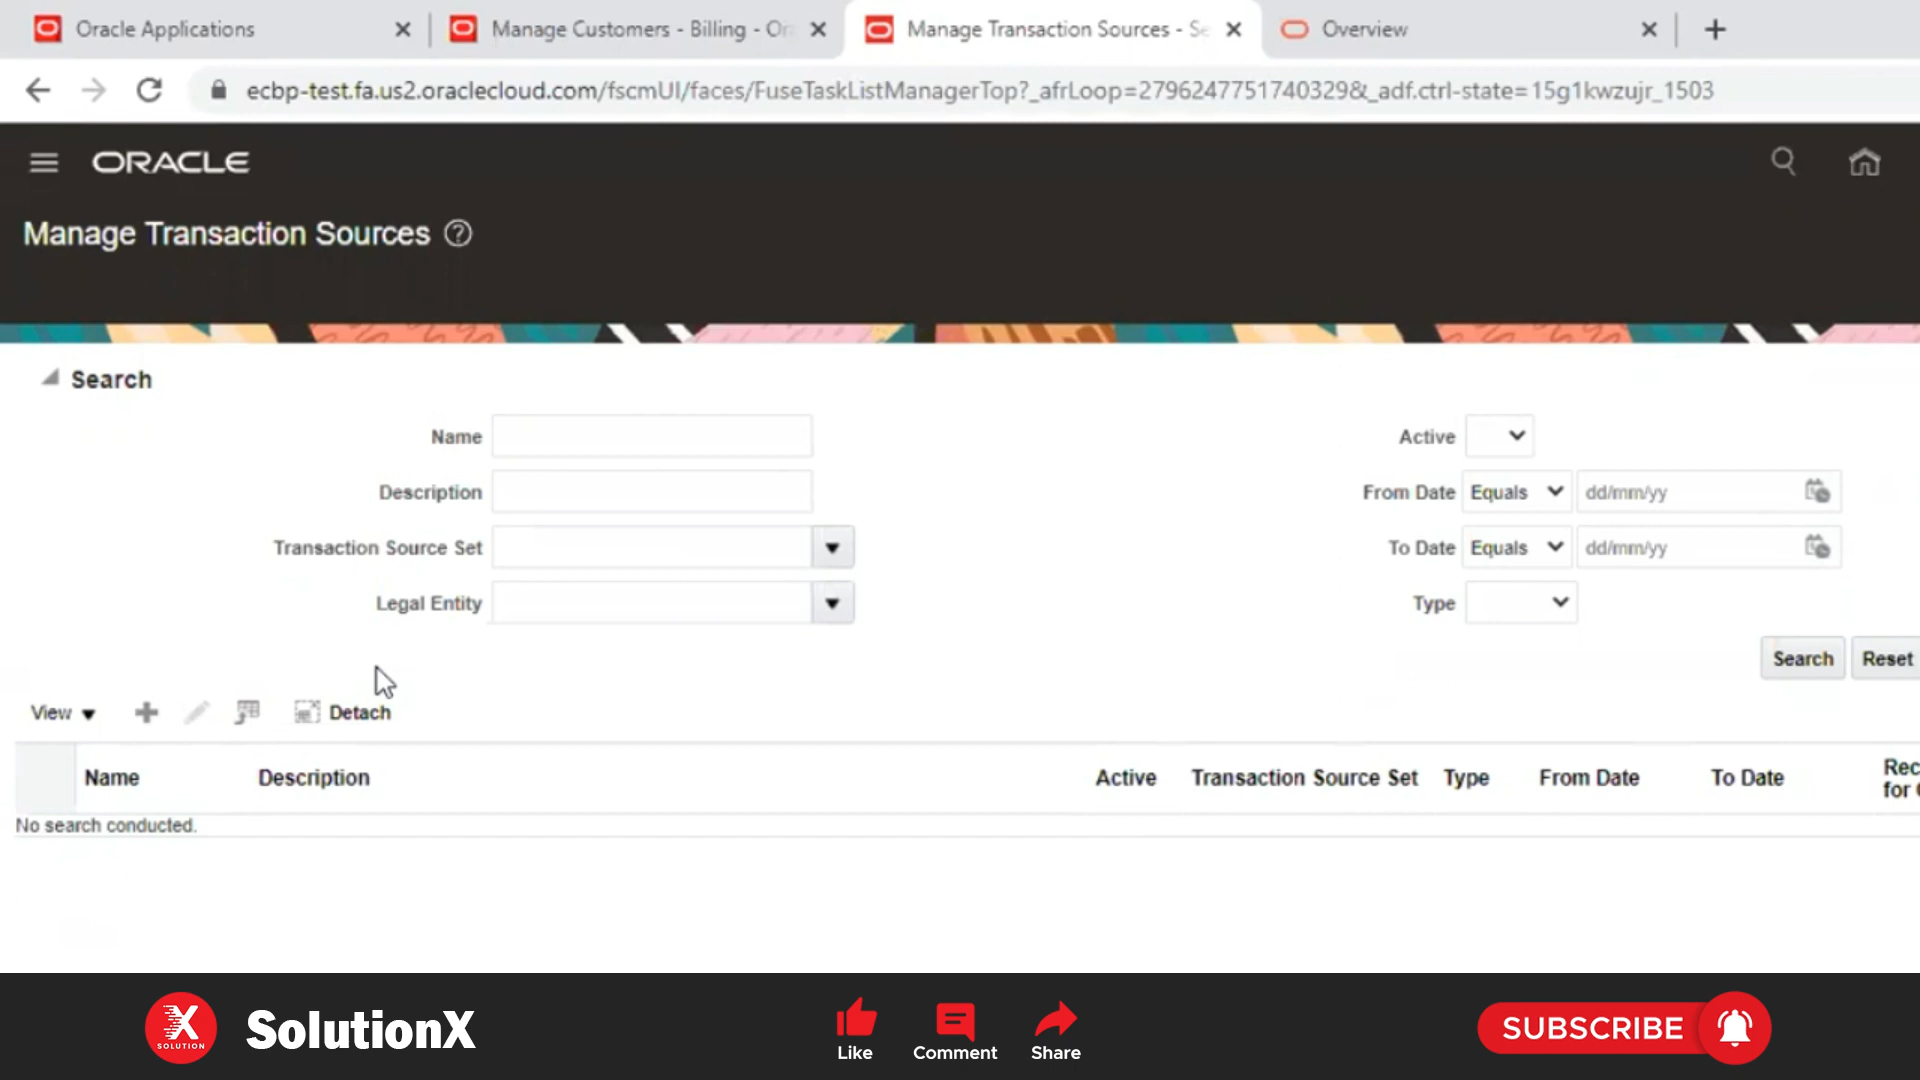 Oracle Applications
Manage Customers - Billing - Or
Manage Transaction Sources - Se
Overview
ecbp-test.fa.us2.oraclecloud.com/fscmUI/faces/FuseTaskListManagerTop?_afrLoop=2796247751740329&_adf.ctrl-state=15g1kwzujr_1503
ORACLE
Manage Transaction Sources
Search
Name
Active
Description
From Date Equals dd/mm/yy
Transaction Source Set
To Date Equals dd/mm/yy
Legal Entity
Type
Search Reset
View Detach
Name Description Active Transaction Source Set Type From Date To Date Rec
for
No search conducted.
X
SOLUTION
SolutionX
Like Comment Share
SUBSCRIBE